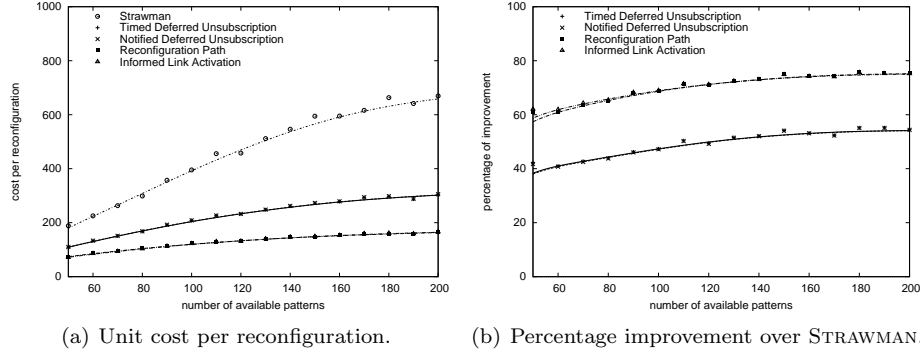 1000
800
600
400
200
0
cost per reconfiguration
Strawman
Timed Deferred Unsubscription
Notified Deferred Unsubscription
Reconfiguration Path
Informed Link Activation
60 80 100 120 140 160 180 200
number of available patterns
(a) Unit cost per reconfiguration.
100
80
60
40
20
0
percentage of improvement
Timed Deferred Unsubscription
Notified Deferred Unsubscription
Reconfiguration Path
Informed Link Activation
60 80 100 120 140 160 180 200
number of available patterns
(b) Percentage improvement over STRAWMAN.